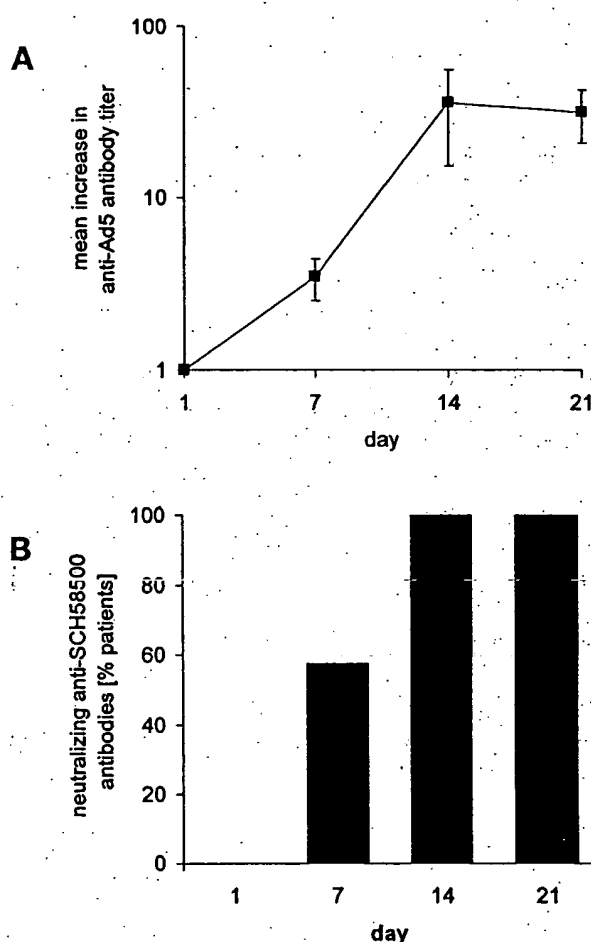 A
mean increase in
anti-Ad5 antibody titer
100
10
1
1 7 14 21
day
B
neutralizing anti-SCH58500
antibodies [% patients]
100
80
60
40
20
0
1 7 14 21
day